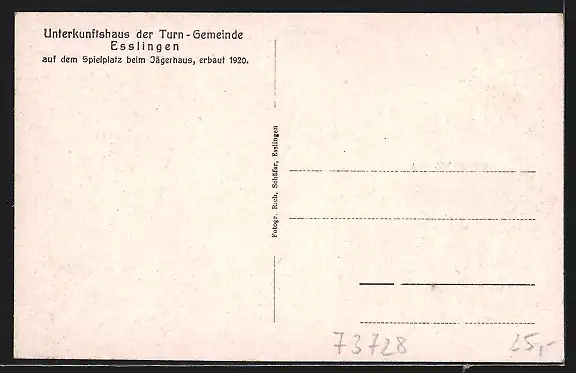 Unterkunftshaus der Turn-Gemeinde
Esslingen
auf dem Spielplatz beim Jägerhaus, erbaut 1920.
Fotogr. Rich. Schäfer, Esslingen
73728
25,-